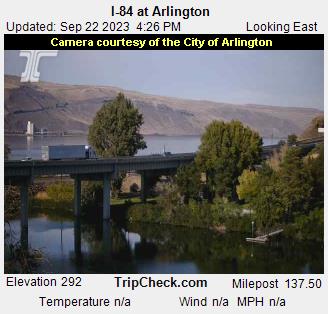 I-84 at Arlington
Updated: Sep 22 2023 4:26 PM Looking East
Camera courtesy of the City of Arlington
Elevation 292 TripCheck.com Milepost 137.50
Temperature n/a Wind n/a MPH n/a